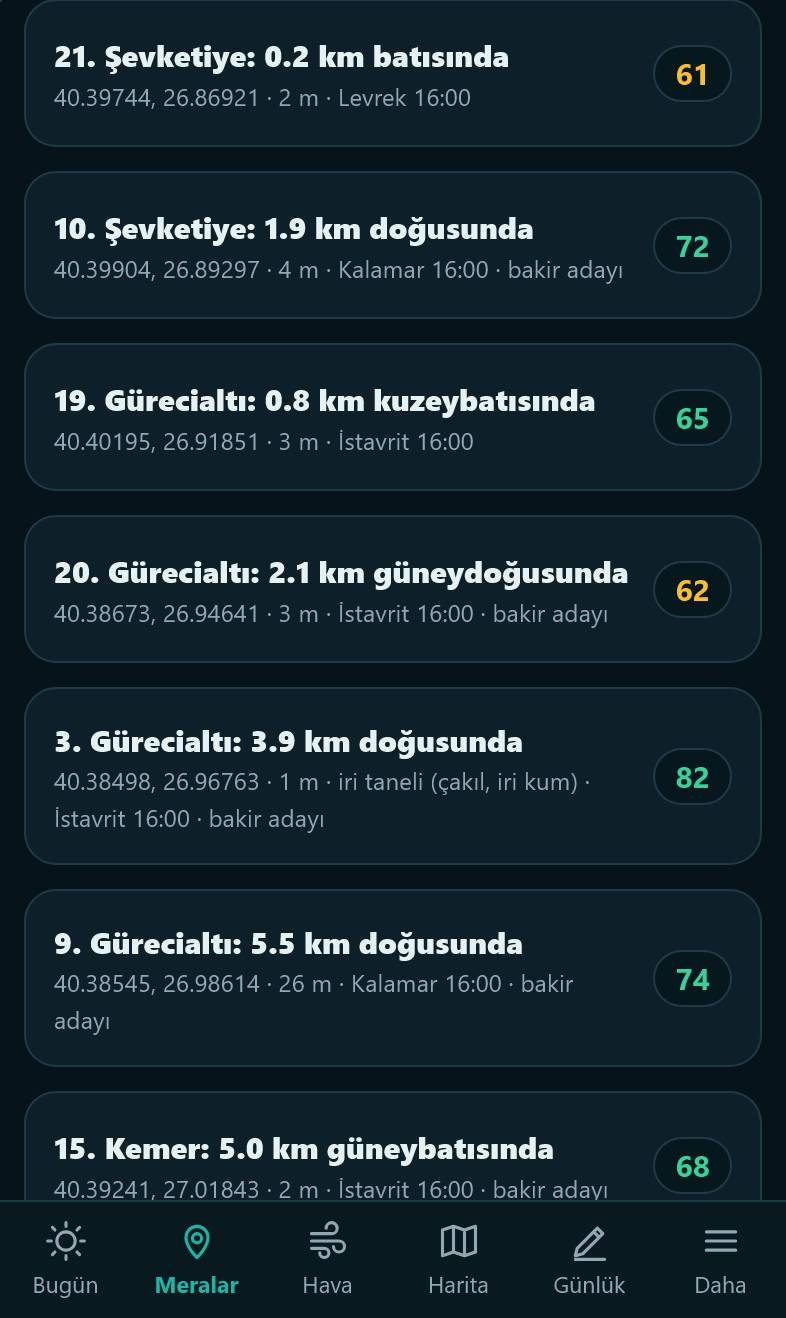 21. Şevketiye: 0.2 km batısında
40.39744, 26.86921 · 2 m · Levrek 16:00
61
10. Şevketiye: 1.9 km doğusunda
40.39904, 26.89297 · 4 m · Kalamar 16:00 · bakir adayı
72
19. Gürecialtı: 0.8 km kuzeybatısında
40.40195, 26.91851 · 3 m · İstavrit 16:00
65
20. Gürecialtı: 2.1 km güneydoğusunda
40.38673, 26.94641 · 3 m · İstavrit 16:00 · bakir adayı
62
3. Gürecialtı: 3.9 km doğusunda
40.38498, 26.96763 · 1 m · iri taneli (çakıl, iri kum) ·
İstavrit 16:00 · bakir adayı
82
9. Gürecialtı: 5.5 km doğusunda
40.38545, 26.98614 · 26 m · Kalamar 16:00 · bakir
adayı
74
15. Kemer: 5.0 km güneybatısında
40.39241, 27.01843 · 2 m · İstavrit 16:00 · bakir adayı
68
Bugün
Meralar
Hava
Harita
Günlük
Daha